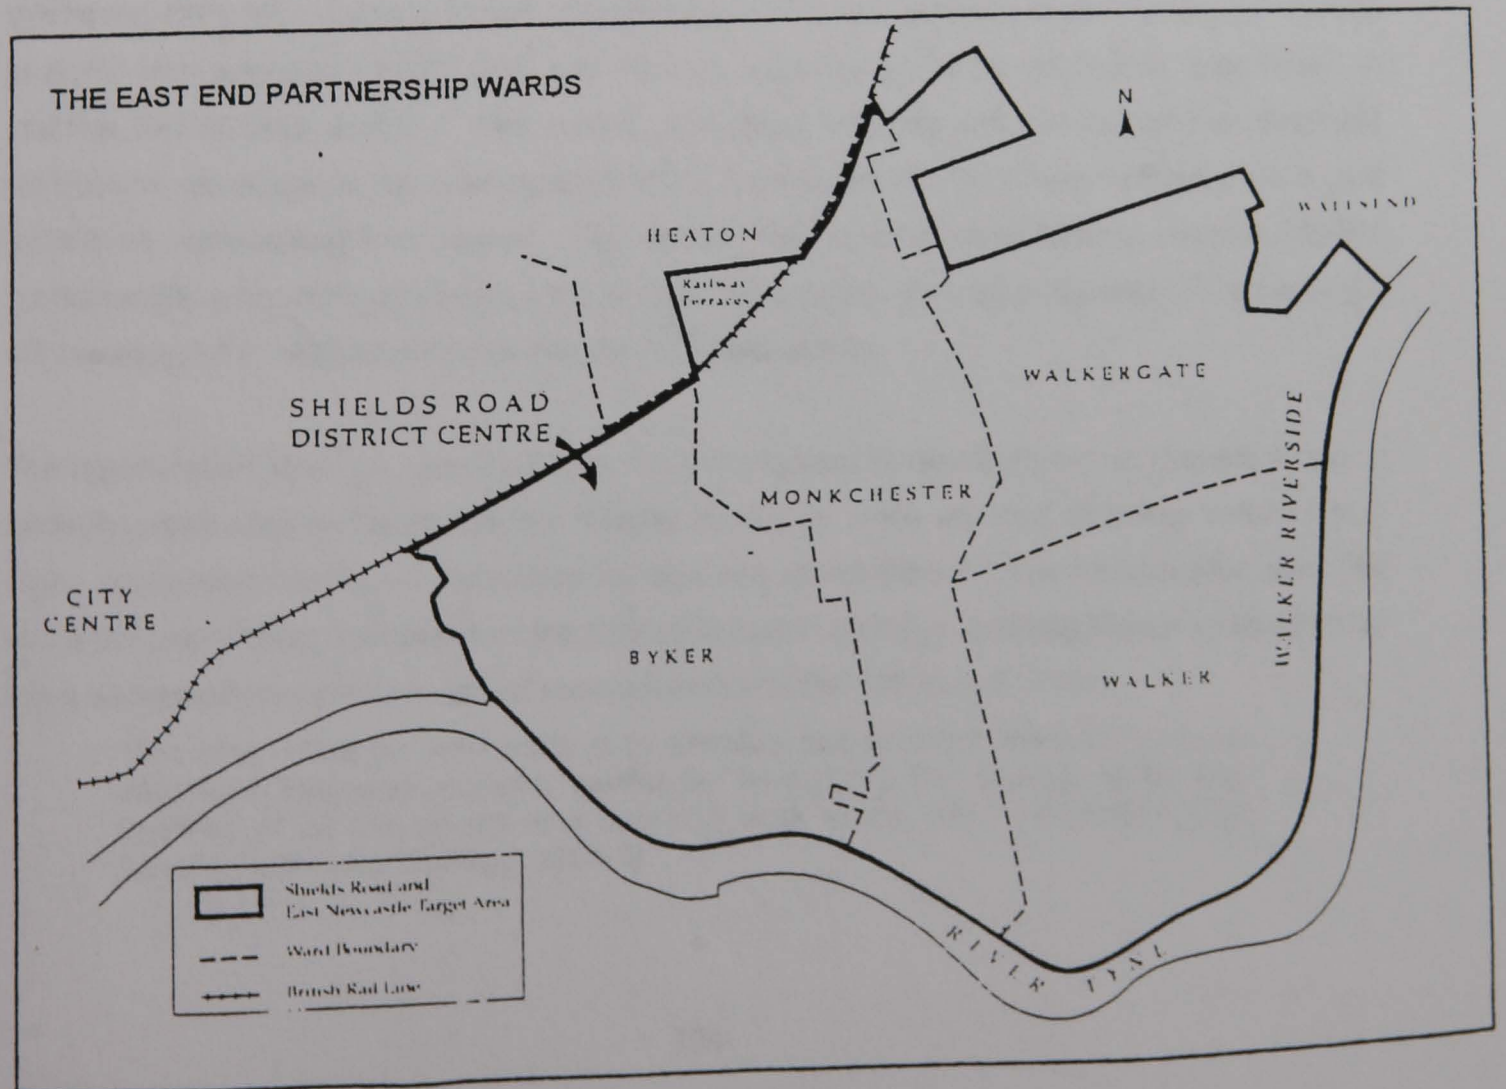 THE EAST END PARTNERSHIP WARDS
N
WALLSEND
HEATON
Railway
Terraces
WALKERGATE
SHIELDS ROAD
DISTRICT CENTRE
MONKCHESTER
WALKER RIVERSIDE
CITY
CENTRE
BYKER
WALKER
RIVER TYNE
Shields Road and
East Newcastle Target Area
Ward Boundary
British Rail Line